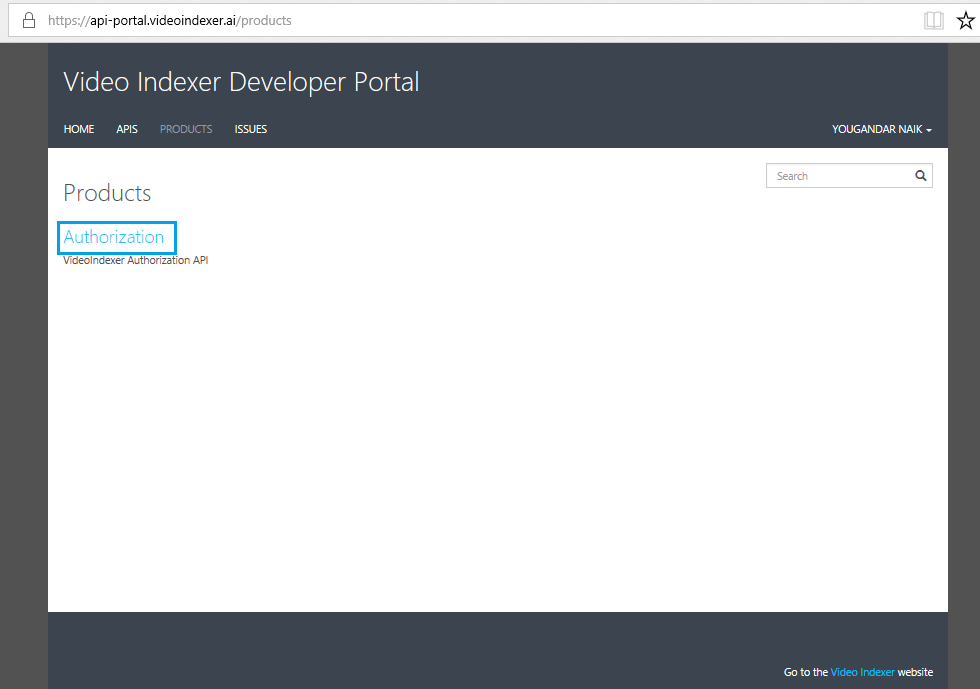 https://api-portal.videoindexer.ai/products
Video Indexer Developer Portal
HOME APIS PRODUCTS ISSUES YOUGANDAR NAIK
Search
Products
Authorization
VideoIndexer Authorization API
Go to the Video Indexer website